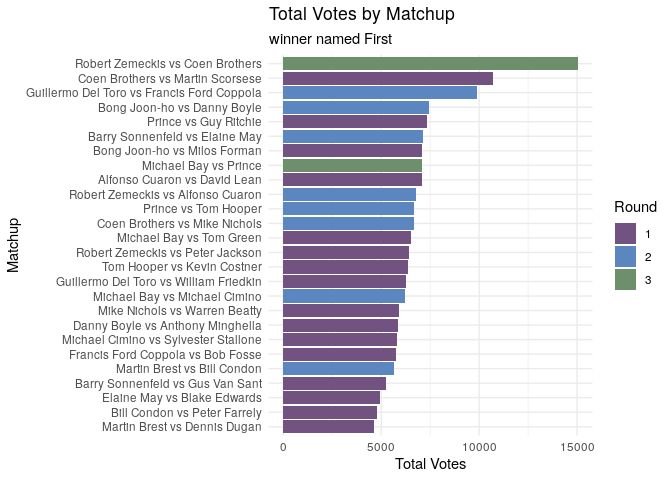 Total Votes by Matchup
winner named First
Matchup
Robert Zemeckis vs Coen Brothers
Coen Brothers vs Martin Scorsese
Guillermo Del Toro vs Francis Ford Coppola
Bong Joon-ho vs Danny Boyle
Prince vs Guy Ritchie
Barry Sonnenfeld vs Elaine May
Bong Joon-ho vs Milos Forman
Michael Bay vs Prince
Alfonso Cuaron vs David Lean
Robert Zemeckis vs Alfonso Cuaron
Prince vs Tom Hooper
Coen Brothers vs Mike Nichols
Michael Bay vs Tom Green
Robert Zemeckis vs Peter Jackson
Tom Hooper vs Kevin Costner
Guillermo Del Toro vs William Friedkin
Michael Bay vs Michael Cimino
Mike Nichols vs Warren Beatty
Danny Boyle vs Anthony Minghella
Michael Cimino vs Sylvester Stallone
Francis Ford Coppola vs Bob Fosse
Martin Brest vs Bill Condon
Barry Sonnenfeld vs Gus Van Sant
Elaine May vs Blake Edwards
Bill Condon vs Peter Farrely
Martin Brest vs Dennis Dugan
0 5000 10000 15000
Total Votes
Round
1
2
3